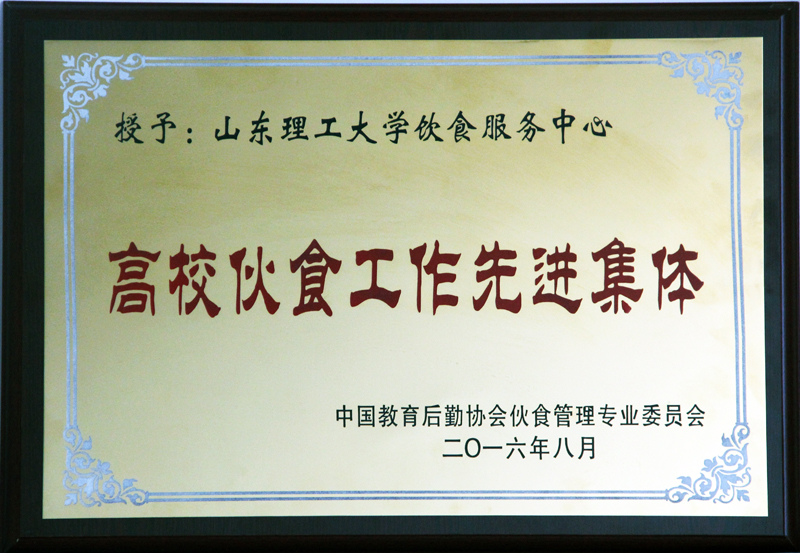 授予：山东理工大学饮食服务中心
高校伙食工作先进集体
中国教育后勤协会伙食管理专业委员会
二〇一六年八月